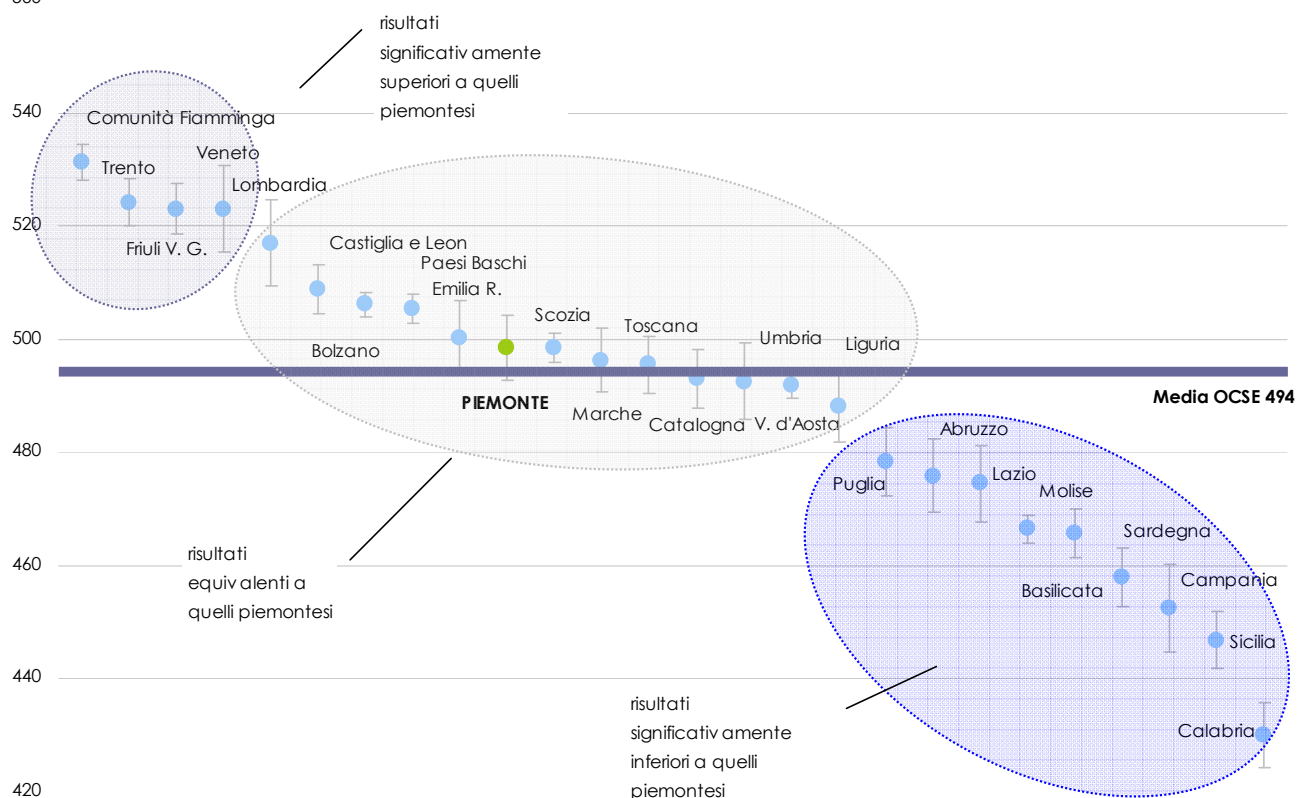 risultati
significativ amente
superiori a quelli
piemontesi
540
Comunità Fiamminga
Veneto
Trento
Lombardia
520
Friuli V. G.
Castiglia e Leon
Paesi Baschi
Emilia R.
Scozia
Toscana
Umbria
Liguria
500
Bolzano
PIEMONTE
Marche
Catalogna
V. d'Aosta
Media OCSE 494
480
Abruzzo
Puglia
Lazio
Molise
Sardegna
risultati
equiv alenti a
quelli piemontesi
460
Basilicata
Campania
Sicilia
440
risultati
significativ amente
inferiori a quelli
piemontesi
Calabria
420